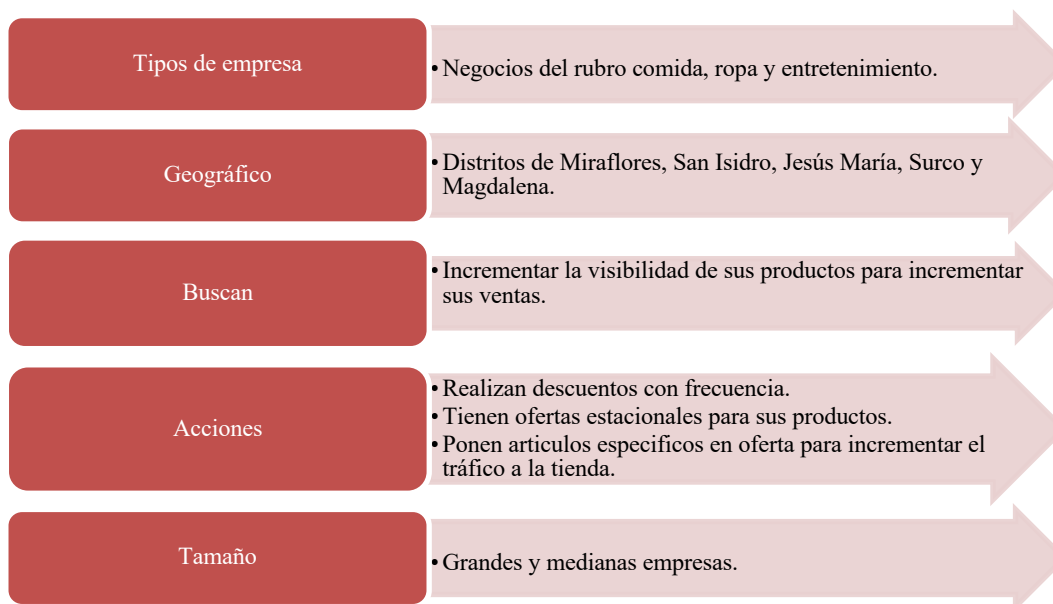 Tipos de empresa
• Negocios del rubro comida, ropa y entretenimiento.
Geográfico
• Distritos de Miraflores, San Isidro, Jesús María, Surco y
Magdalena.
Buscan
• Incrementar la visibilidad de sus productos para incrementar
sus ventas.
Acciones
• Realizan descuentos con frecuencia.
• Tienen ofertas estacionales para sus productos.
• Ponen articulos especificos en oferta para incrementar el
tráfico a la tienda.
Tamaño
• Grandes y medianas empresas.